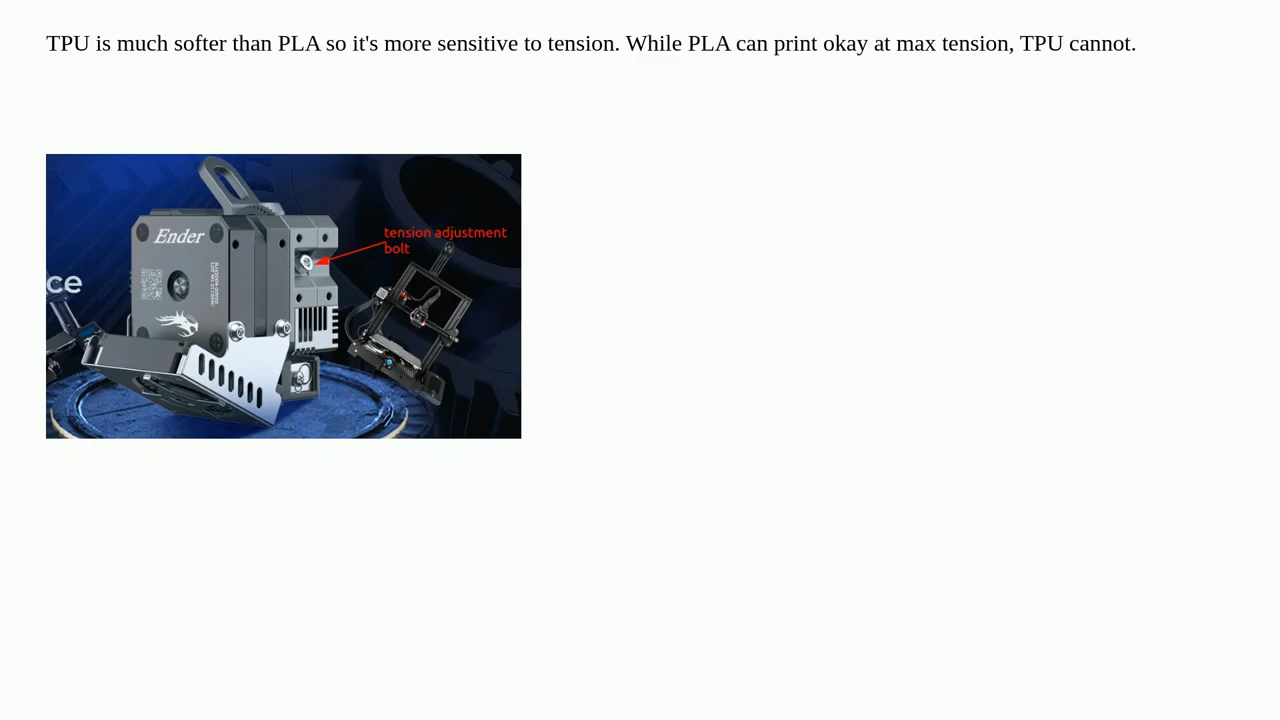 TPU is much softer than PLA so it's more sensitive to tension. While PLA can print okay at max tension, TPU cannot.
Ender
tension adjustment
bolt
ce